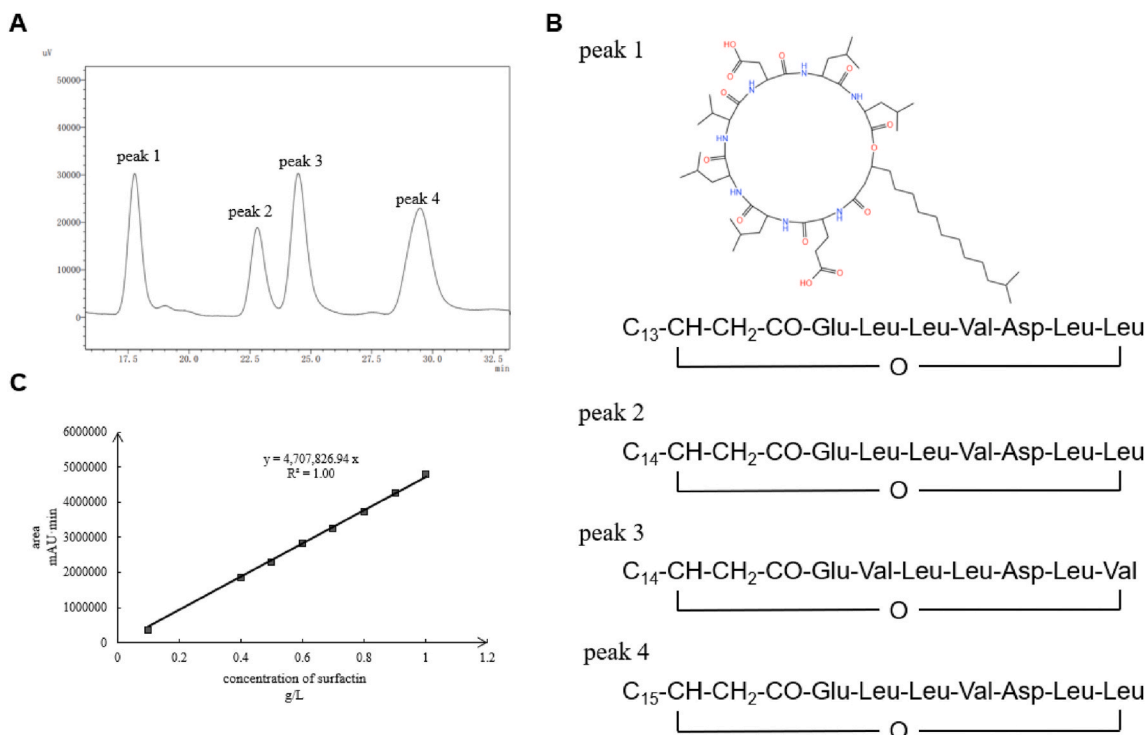 A
uV
50000
40000
30000
20000
10000
0
peak 1
peak 2
peak 3
peak 4
17.5 20.0 22.5 25.0 27.5 30.0 32.5
min
B
peak 1
HO
O
O
H
N
O
O
N
H
O
N
H
O
O
NH
O
O
NH
O
N
H
O
N
H
O
NH
O
HO
O
C13-CH-CH2-CO-Glu-Leu-Leu-Val-Asp-Leu-Leu
O
peak 2
C14-CH-CH2-CO-Glu-Leu-Leu-Val-Asp-Leu-Leu
O
peak 3
C14-CH-CH2-CO-Glu-Val-Leu-Leu-Asp-Leu-Val
O
peak 4
C15-CH-CH2-CO-Glu-Leu-Leu-Val-Asp-Leu-Leu
O
C
6000000
5000000
4000000
3000000
2000000
1000000
0
area
mAU·min
y = 4,707,826.94 x
R² = 1.00
0 0.2 0.4 0.6 0.8 1 1.2
concentration of surfactin
g/L